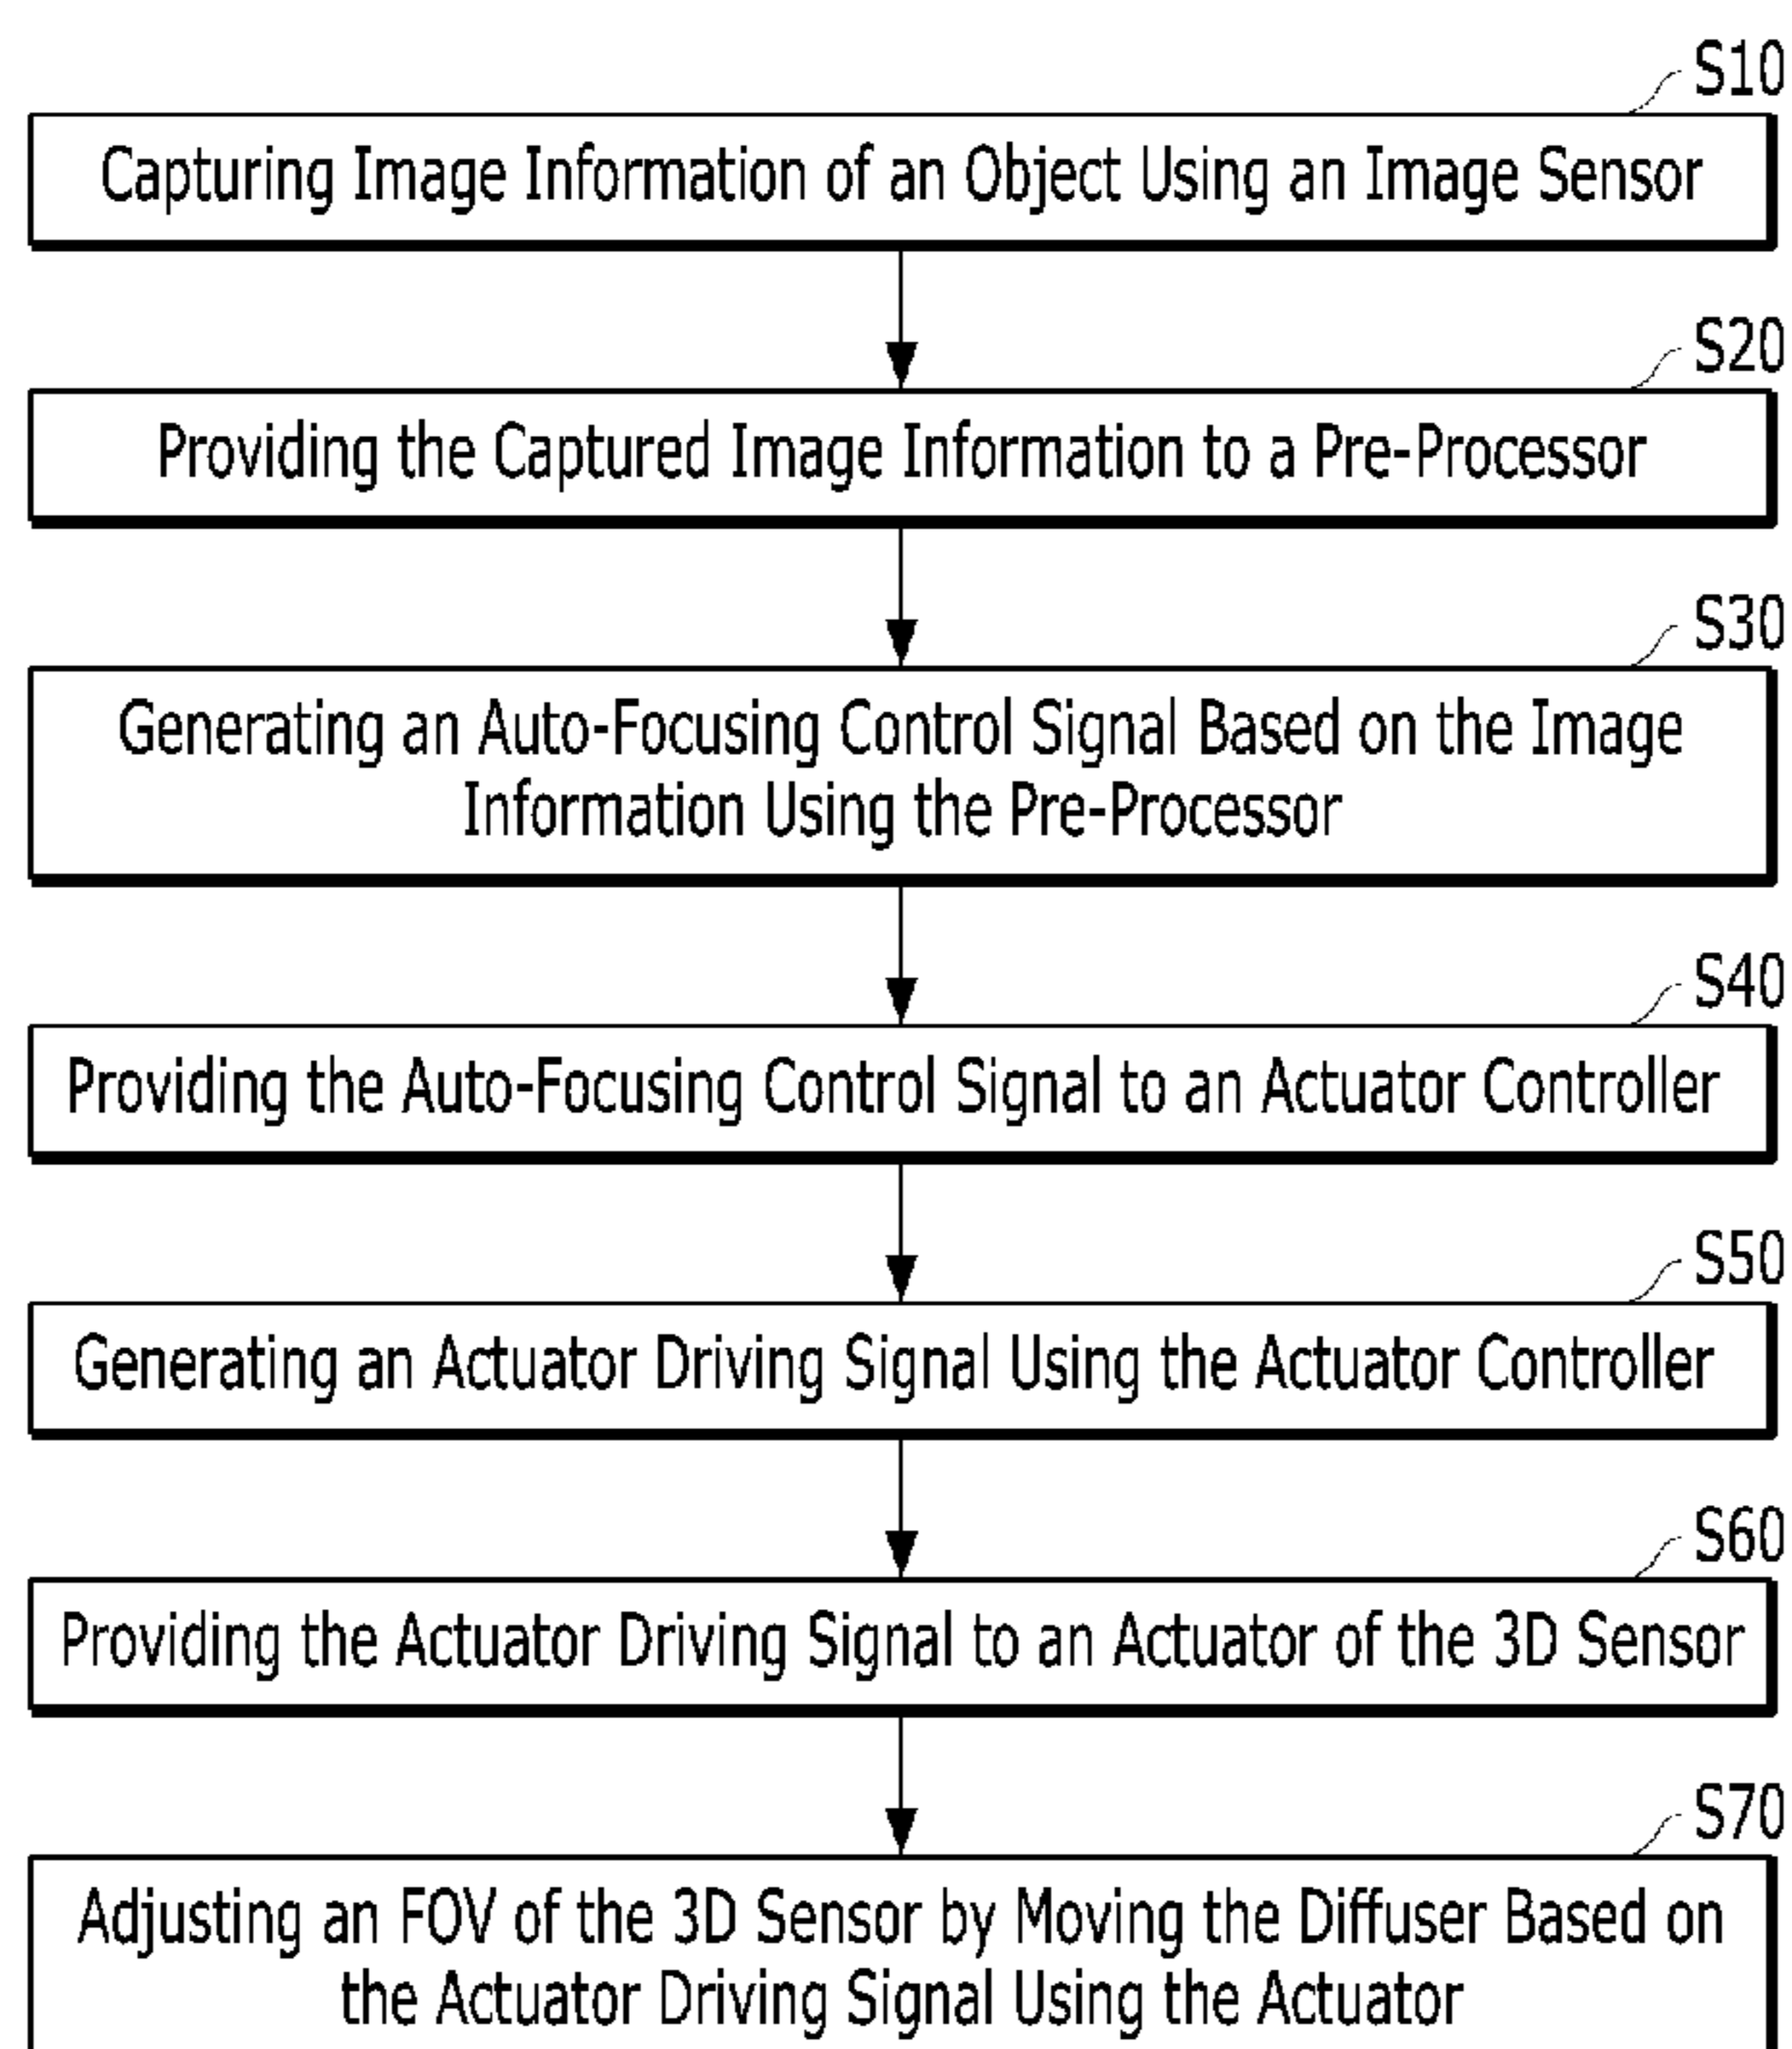 S10
Capturing Image Information of an Object Using an Image Sensor
S20
Providing the Captured Image Information to a Pre-Processor
S30
Generating an Auto-Focusing Control Signal Based on the Image
Information Using the Pre-Processor
S40
Providing the Auto-Focusing Control Signal to an Actuator Controller
S50
Generating an Actuator Driving Signal Using the Actuator Controller
S60
Providing the Actuator Driving Signal to an Actuator of the 3D Sensor
S70
Adjusting an FOV of the 3D Sensor by Moving the Diffuser Based on
the Actuator Driving Signal Using the Actuator